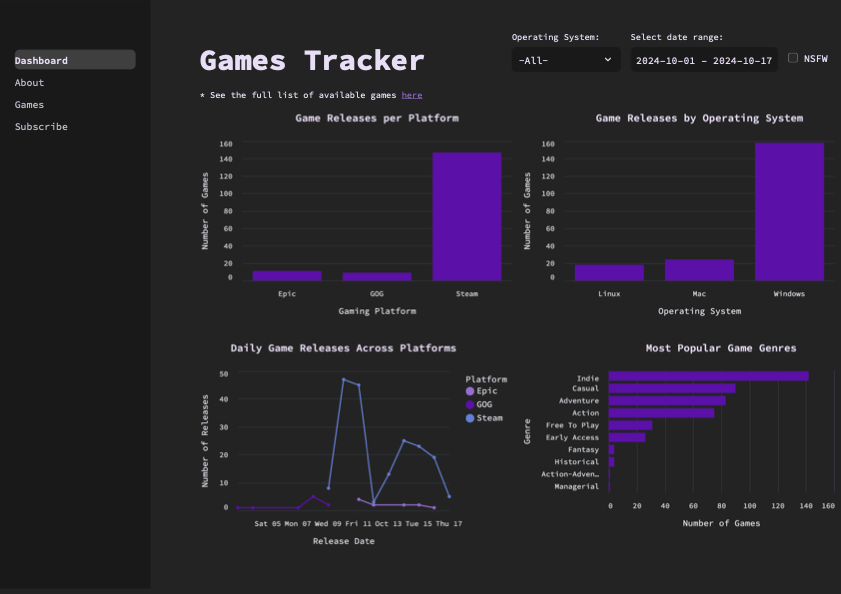 Dashboard
About
Games
Subscribe
Games Tracker
Operating System:
-All-
Select date range:
2024-10-01 – 2024-10-17
NSFW
* See the full list of available games here
Game Releases per Platform
Number of Games
160
140
120
100
80
60
40
20
0
Epic GOG Steam
Gaming Platform
Game Releases by Operating System
Number of Games
160
140
120
100
80
60
40
20
0
Linux Mac Windows
Operating System
Daily Game Releases Across Platforms
Number of Releases
50
40
30
20
10
0
Sat 05 Mon 07 Wed 09 Fri 11 Oct 13 Tue 15 Thu 17
Release Date
Platform
Epic
GOG
Steam
Most Popular Game Genres
Genre
Indie
Casual
Adventure
Action
Free To Play
Early Access
Fantasy
Historical
Action-Adven…
Managerial
0 20 40 60 80 100 120 140 160
Number of Games